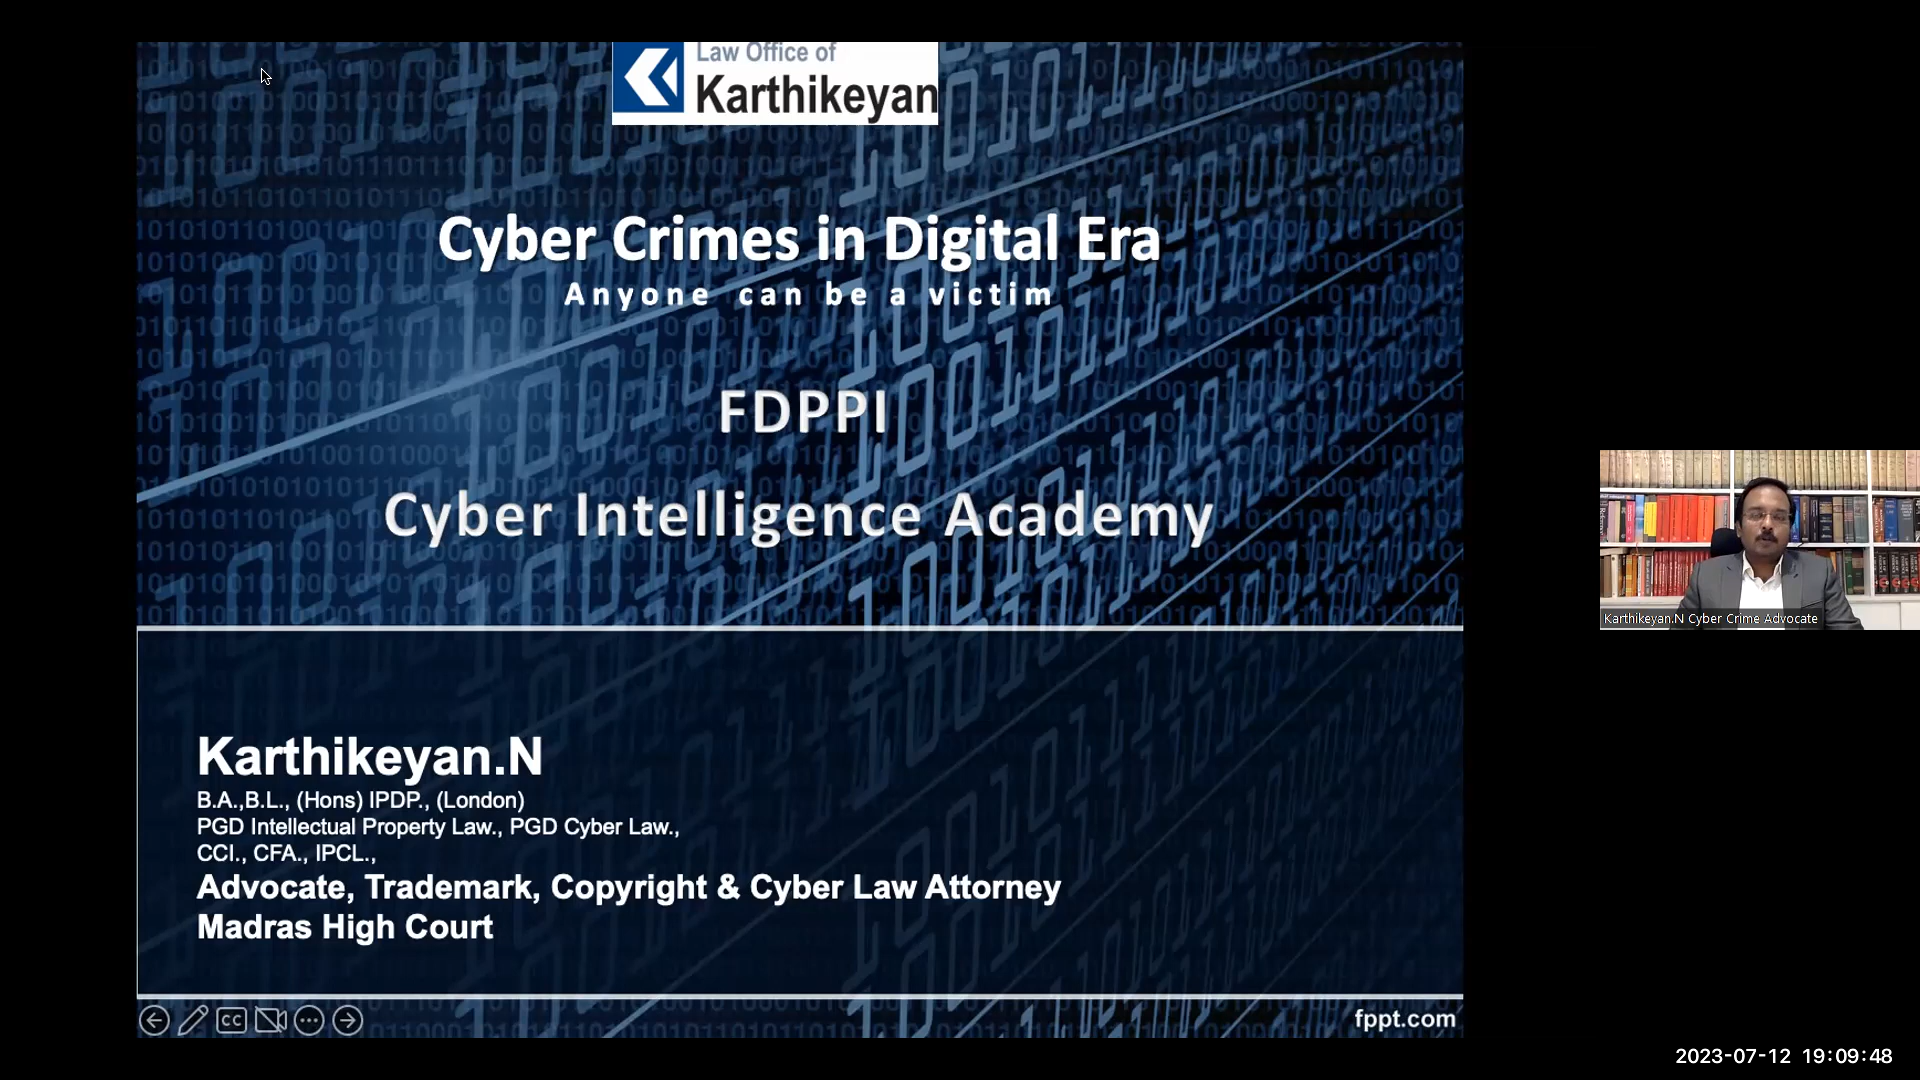 Law Office of
Karthikeyan
Cyber Crimes in Digital Era
Anyone can be a victim
FDPPI
Cyber Intelligence Academy
Karthikeyan.N
B.A.,B.L., (Hons) IPDP., (London)
PGD Intellectual Property Law., PGD Cyber Law.,
CCI., CFA., IPCL.,
Advocate, Trademark, Copyright & Cyber Law Attorney
Madras High Court
CC
fppt.com
Karthikeyan.N Cyber Crime Advocate
2023-07-12 19:09:48